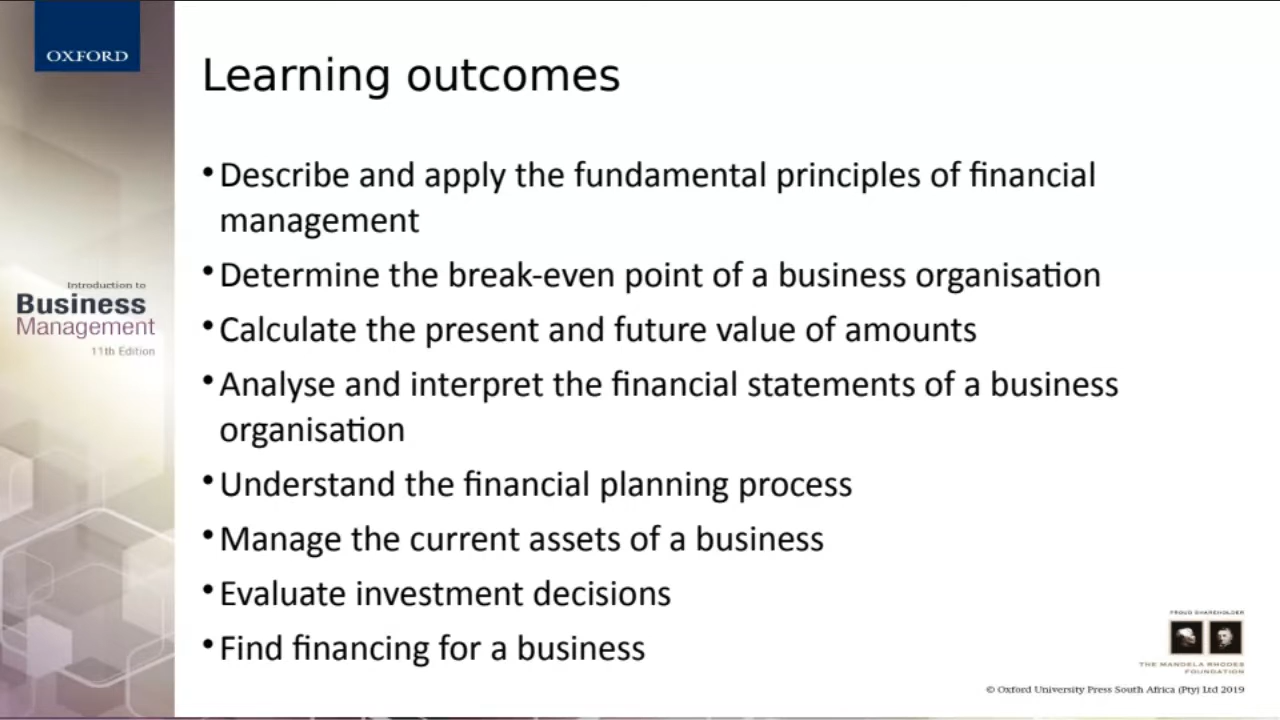 OXFORD
Learning outcomes
• Describe and apply the fundamental principles of financial
management
• Determine the break-even point of a business organisation
• Calculate the present and future value of amounts
• Analyse and interpret the financial statements of a business
organisation
• Understand the financial planning process
• Manage the current assets of a business
• Evaluate investment decisions
• Find financing for a business
Introduction to
Business
Management
11th Edition
PROUD SHAREHOLDER
THE MANDELA RHODES
FOUNDATION
© Oxford University Press South Africa (Pty) Ltd 2019